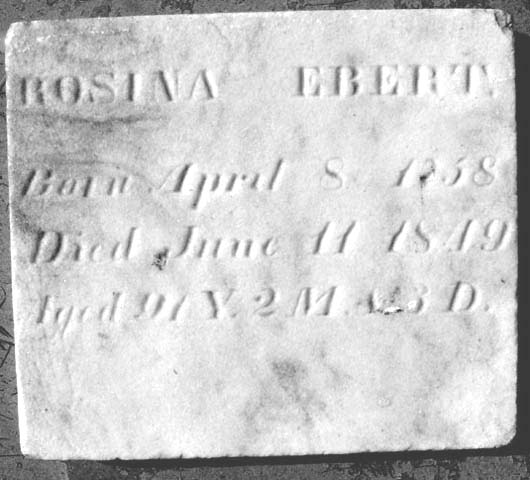 ROSINA EBERT.
Born April 8 1758
Died June 11 1849
Aged 91 Y. 2 M. & 3 D.